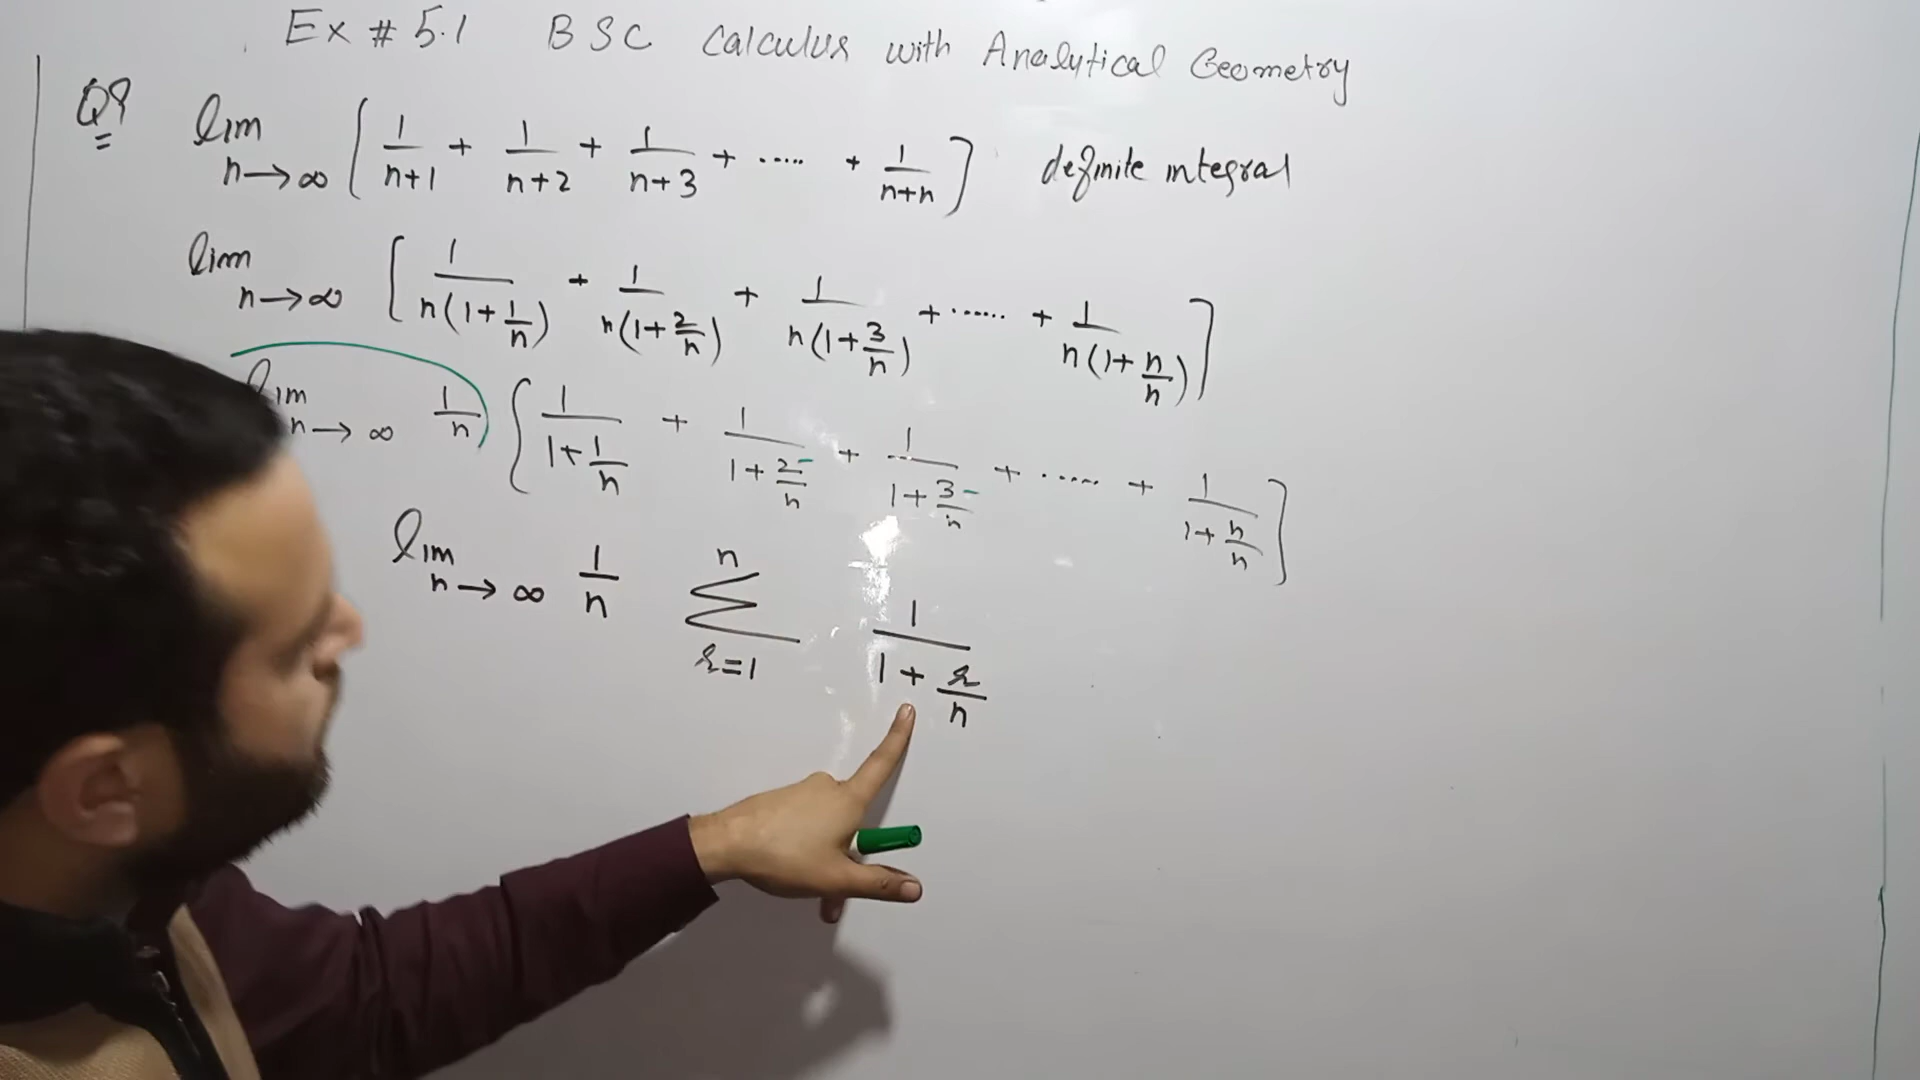 Ex # 5.1 BSC Calculus with Analytical Geometry
Q9 lim n→∞ [ 1/(n+1) + 1/(n+2) + 1/(n+3) + ..... + 1/(n+n) ] definite integral
lim n→∞ [ 1/(n(1+1/n)) + 1/(n(1+2/n)) + 1/(n(1+3/n)) + ...... + 1/(n(1+n/n)) ]
lim n→∞ 1/n [ 1/(1+1/n) + 1/(1+2/n) + 1/(1+3/n) + ..... + 1/(1+n/n) ]
lim n→∞ 1/n ∑ r=1 n 1/(1+r/n)